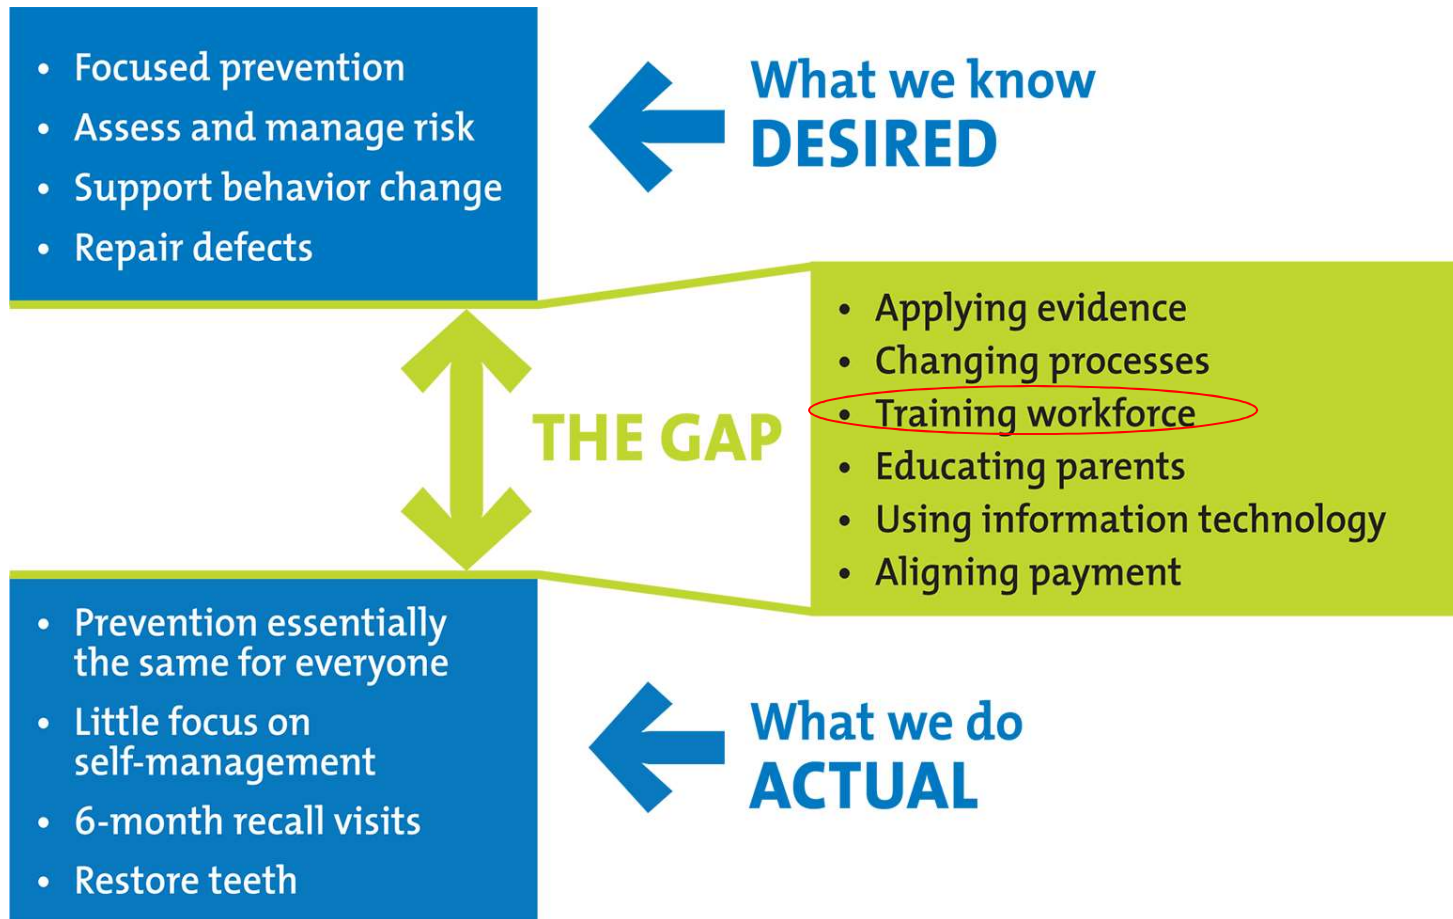 • Focused prevention
• Assess and manage risk
• Support behavior change
• Repair defects
What we know
DESIRED
THE GAP
• Applying evidence
• Changing processes
• Training workforce
• Educating parents
• Using information technology
• Aligning payment
• Prevention essentially
the same for everyone
• Little focus on
self-management
• 6-month recall visits
• Restore teeth
What we do
ACTUAL